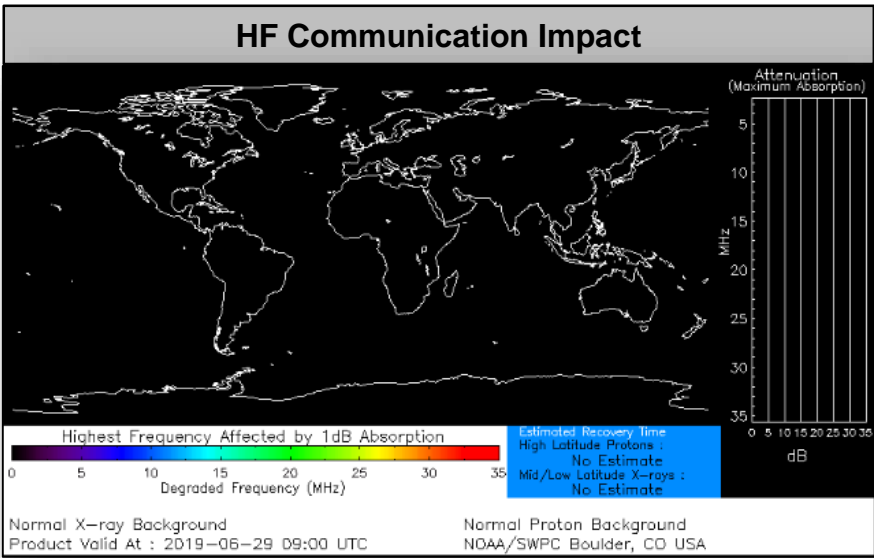 HF Communication Impact
Attenuation
(Maximum Absorption)
5
10
15
20
25
30
35
MHz
0 5 10 15 20 25 30 35
dB
Highest Frequency Affected by 1dB Absorption
0 5 10 15 20 25 30 35
Degraded Frequency (MHz)
Estimated Recovery Time
High Latitude Protons :
No Estimate
Mid/Low Latitude X-rays :
No Estimate
Normal X-ray Background
Normal Proton Background
Product Valid At : 2019-06-29 09:00 UTC
NOAA/SWPC Boulder, CO USA